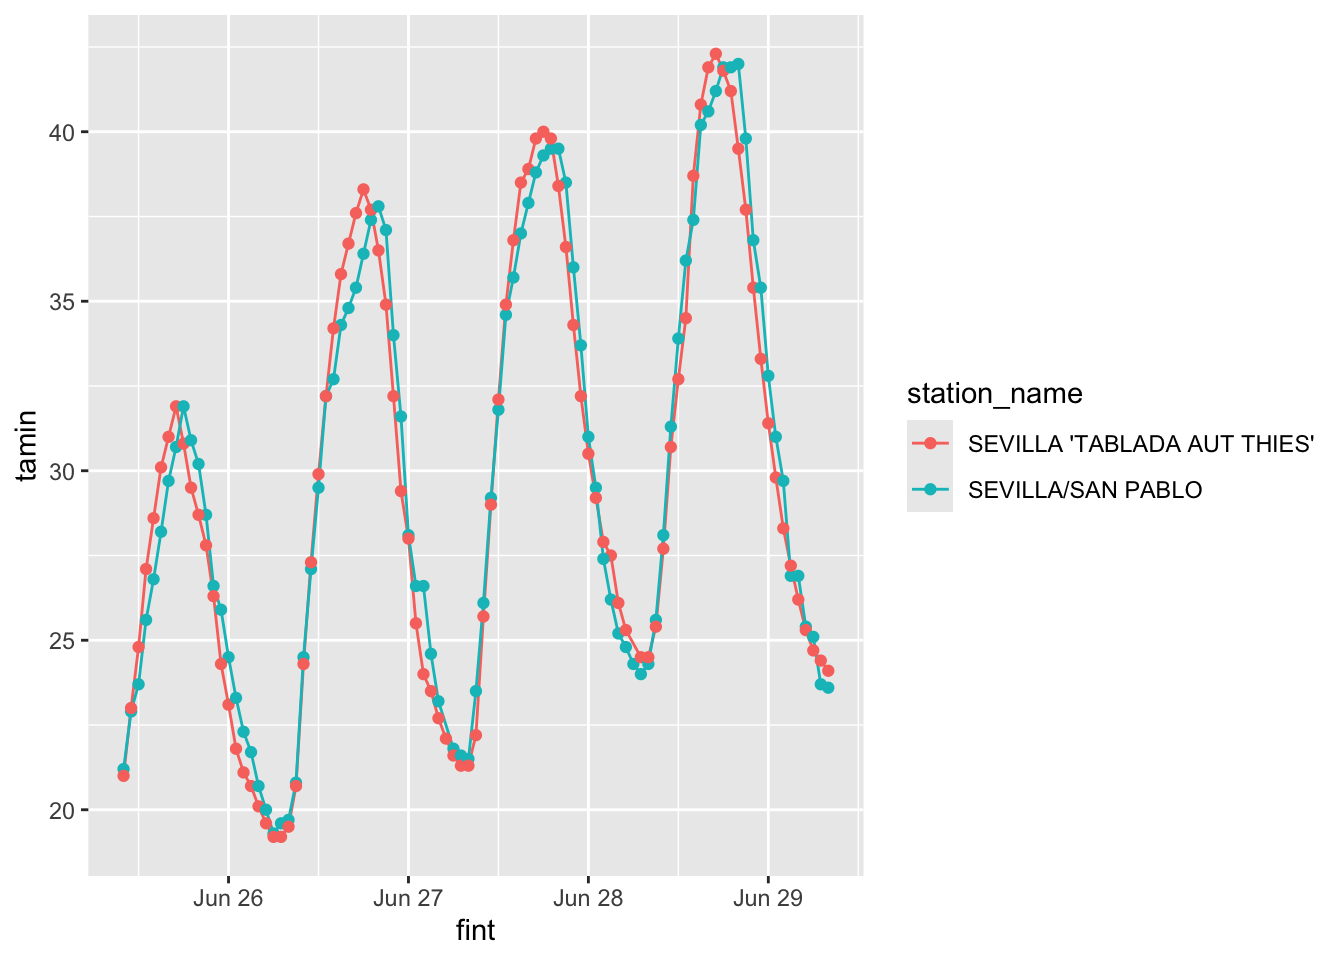 tamin
40
35
30
25
20
Jun 26
Jun 27
Jun 28
Jun 29
fint
station_name
SEVILLA 'TABLADA AUT THIES'
SEVILLA/SAN PABLO